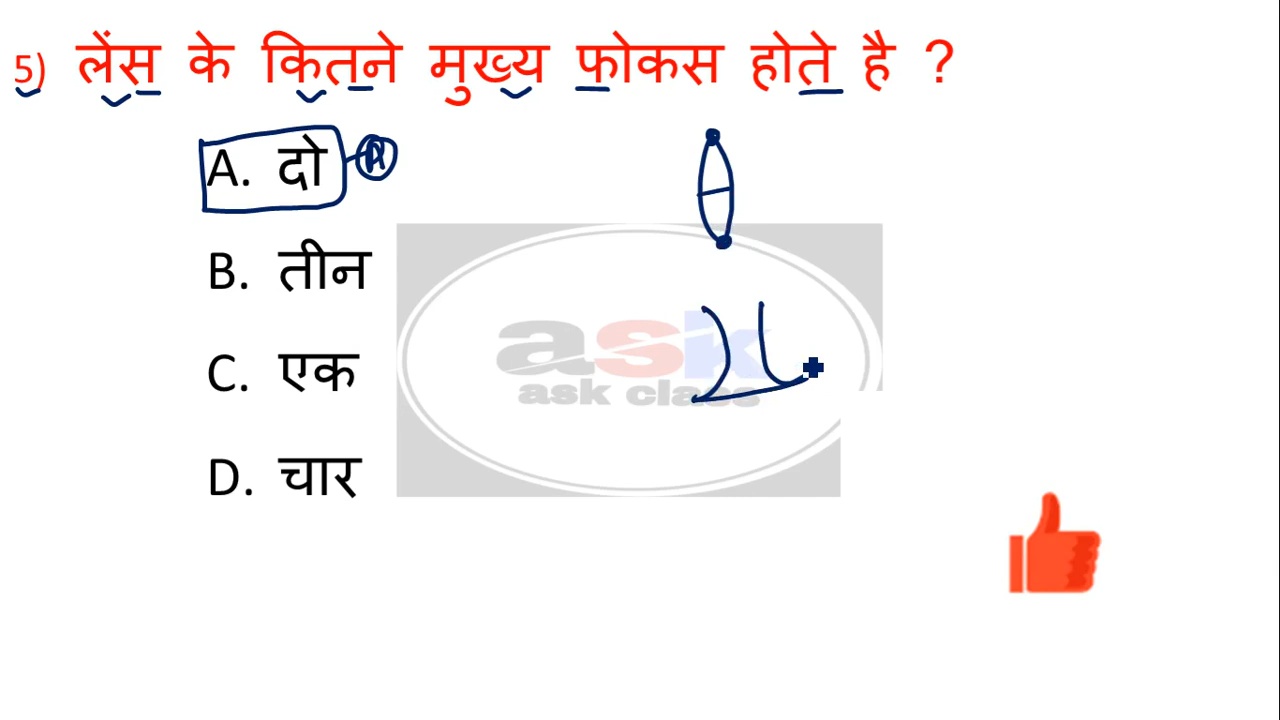 5) लेंस के कितने मुख्य फोकस होते है ?
A. दो
A
B. तीन
C. एक
D. चार
ask
ask class